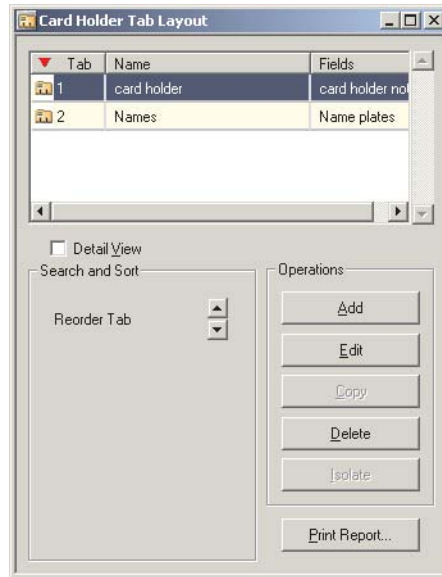 Card Holder Tab Layout
Tab Name Fields
1 card holder card holder not
2 Names Name plates
Detail View
Search and Sort
Reorder Tab
Operations
Add
Edit
Copy
Delete
Isolate
Print Report...